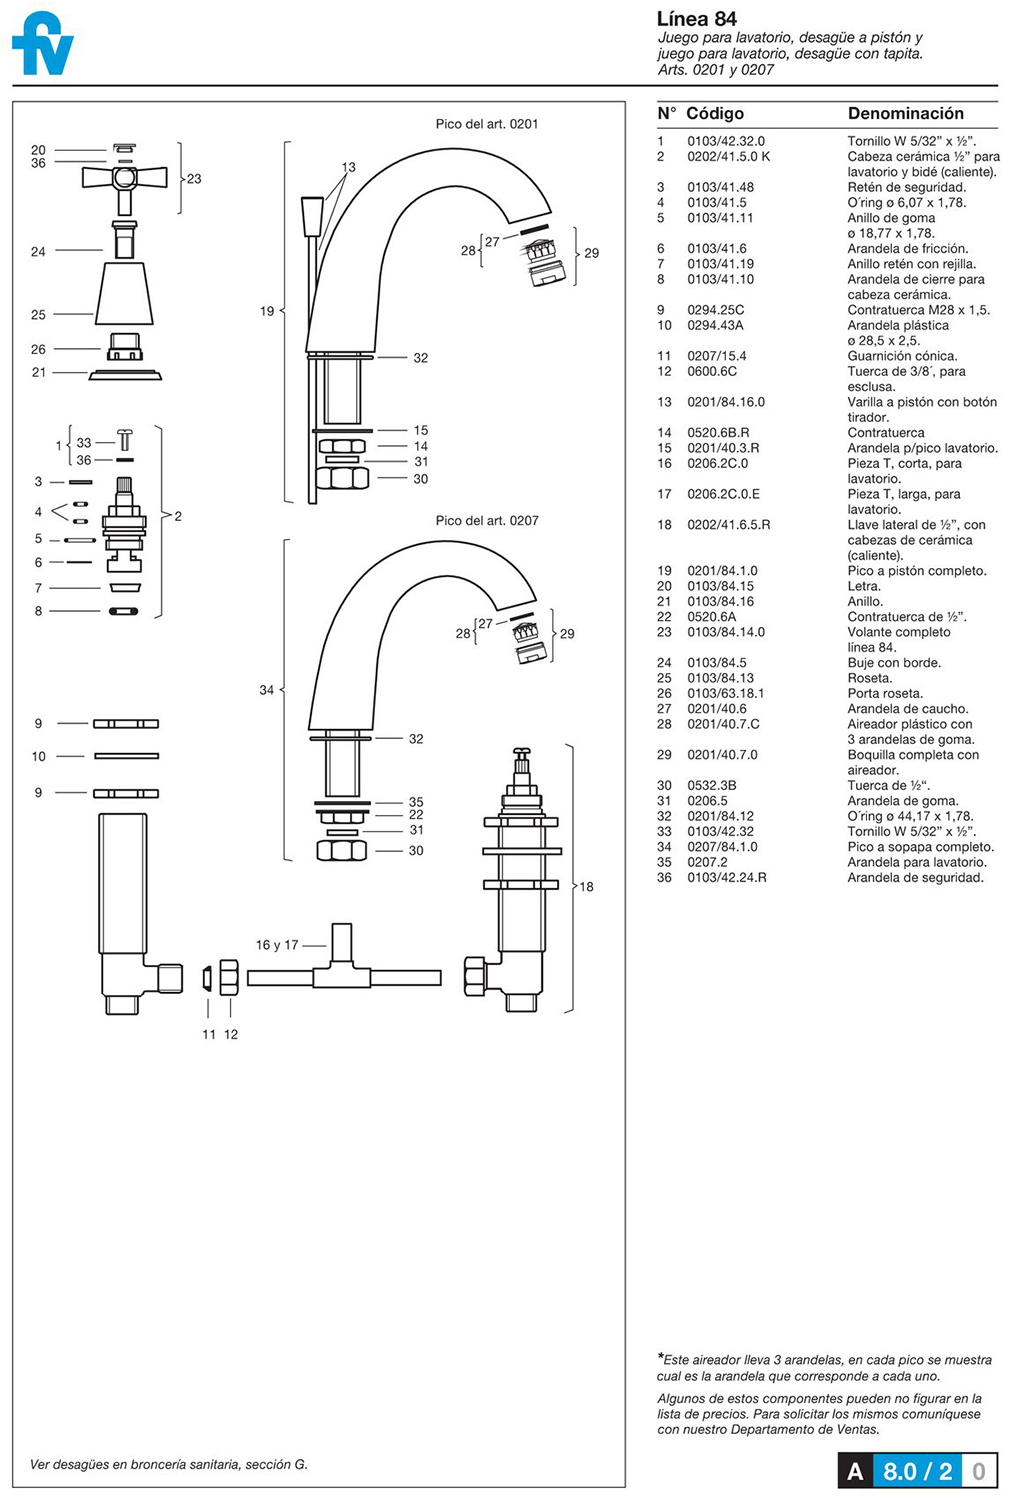 fv
Línea 84
Juego para lavatorio, desagüe a pistón y
juego para lavatorio, desagüe con tapita.
Arts. 0201 y 0207
Pico del art. 0201
20
36
23
24
25
26
21
13
27
28
29
19
32
15
14
31
30
1
33
36
3
4
5
6
7
8
2
Pico del art. 0207
27
28
29
34
32
35
22
31
30
9
10
9
18
16 y 17
11 12
Ver desagües en broncería sanitaria, sección G.
N° Código Denominación
1 0103/42.32.0 Tornillo W 5/32” x ½”.
2 0202/41.5.0 K Cabeza cerámica ½” para
lavatorio y bidé (caliente).
3 0103/41.48 Retén de seguridad.
4 0103/41.5 O´ring ø 6,07 x 1,78.
5 0103/41.11 Anillo de goma
ø 18,77 x 1,78.
6 0103/41.6 Arandela de fricción.
7 0103/41.19 Anillo retén con rejilla.
8 0103/41.10 Arandela de cierre para
cabeza cerámica.
9 0294.25C Contratuerca M28 x 1,5.
10 0294.43A Arandela plástica
ø 28,5 x 2,5.
11 0207/15.4 Guarnición cónica.
12 0600.6C Tuerca de 3/8´, para
esclusa.
13 0201/84.16.0 Varilla a pistón con botón
tirador.
14 0520.6B.R Contratuerca
15 0201/40.3.R Arandela p/pico lavatorio.
16 0206.2C.0 Pieza T, corta, para
lavatorio.
17 0206.2C.0.E Pieza T, larga, para
lavatorio.
18 0202/41.6.5.R Llave lateral de ½”, con
cabezas de cerámica
(caliente).
19 0201/84.1.0 Pico a pistón completo.
20 0103/84.15 Letra.
21 0103/84.16 Anillo.
22 0520.6A Contratuerca de ½”.
23 0103/84.14.0 Volante completo
línea 84.
24 0103/84.5 Buje con borde.
25 0103/84.13 Roseta.
26 0103/63.18.1 Porta roseta.
27 0201/40.6 Arandela de caucho.
28 0201/40.7.C Aireador plástico con
3 arandelas de goma.
29 0201/40.7.0 Boquilla completa con
aireador.
30 0532.3B Tuerca de ½“.
31 0206.5 Arandela de goma.
32 0201/84.12 O´ring ø 44,17 x 1,78.
33 0103/42.32 Tornillo W 5/32” x ½”.
34 0207/84.1.0 Pico a sopapa completo.
35 0207.2 Arandela para lavatorio.
36 0103/42.24.R Arandela de seguridad.
*Este aireador lleva 3 arandelas, en cada pico se muestra
cual es la arandela que corresponde a cada uno.
Algunos de estos componentes pueden no figurar en la
lista de precios. Para solicitar los mismos comuníquese
con nuestro Departamento de Ventas.
A 8.0 / 2 0